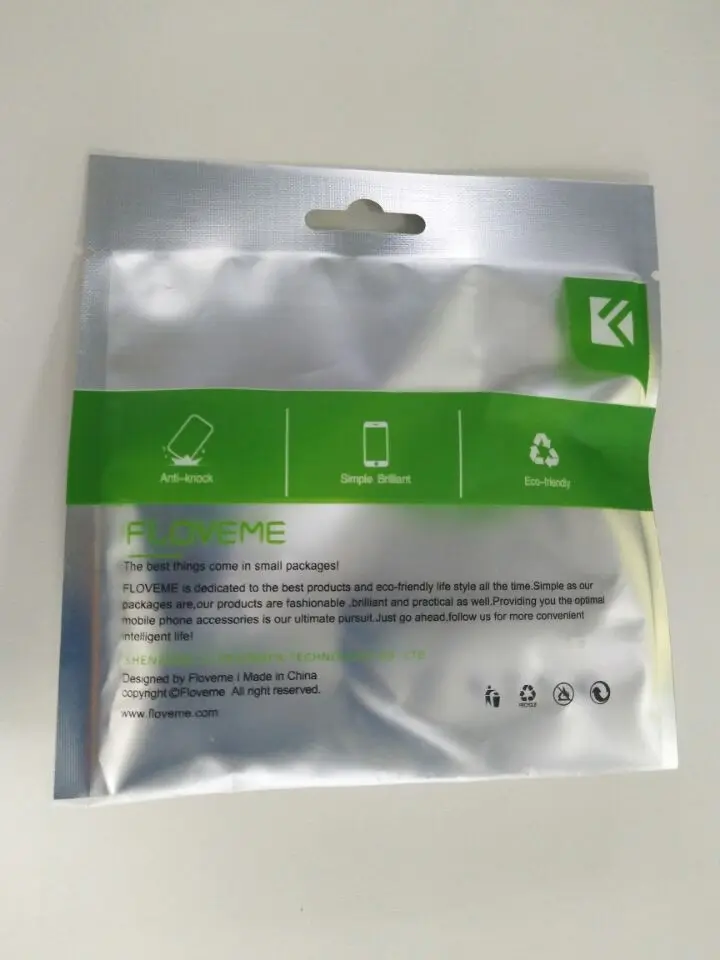 Anti-knock
Simple Brilliant
Eco-friendly
FLOVEME
The best things come in small packages!
FLOVEME is dedicated to the best products and eco-friendly life style all the time.Simple as our
packages are,our products are fashionable ,brilliant and practical as well.Providing you the optimal
mobile phone accessories is our ultimate pursuit.Just go ahead,follow us for more convenient
intelligent life!
CO., LTD
Designed by Floveme I Made in China
copyright ©Floveme All right reserved.
RECYCLE
www.floveme.com